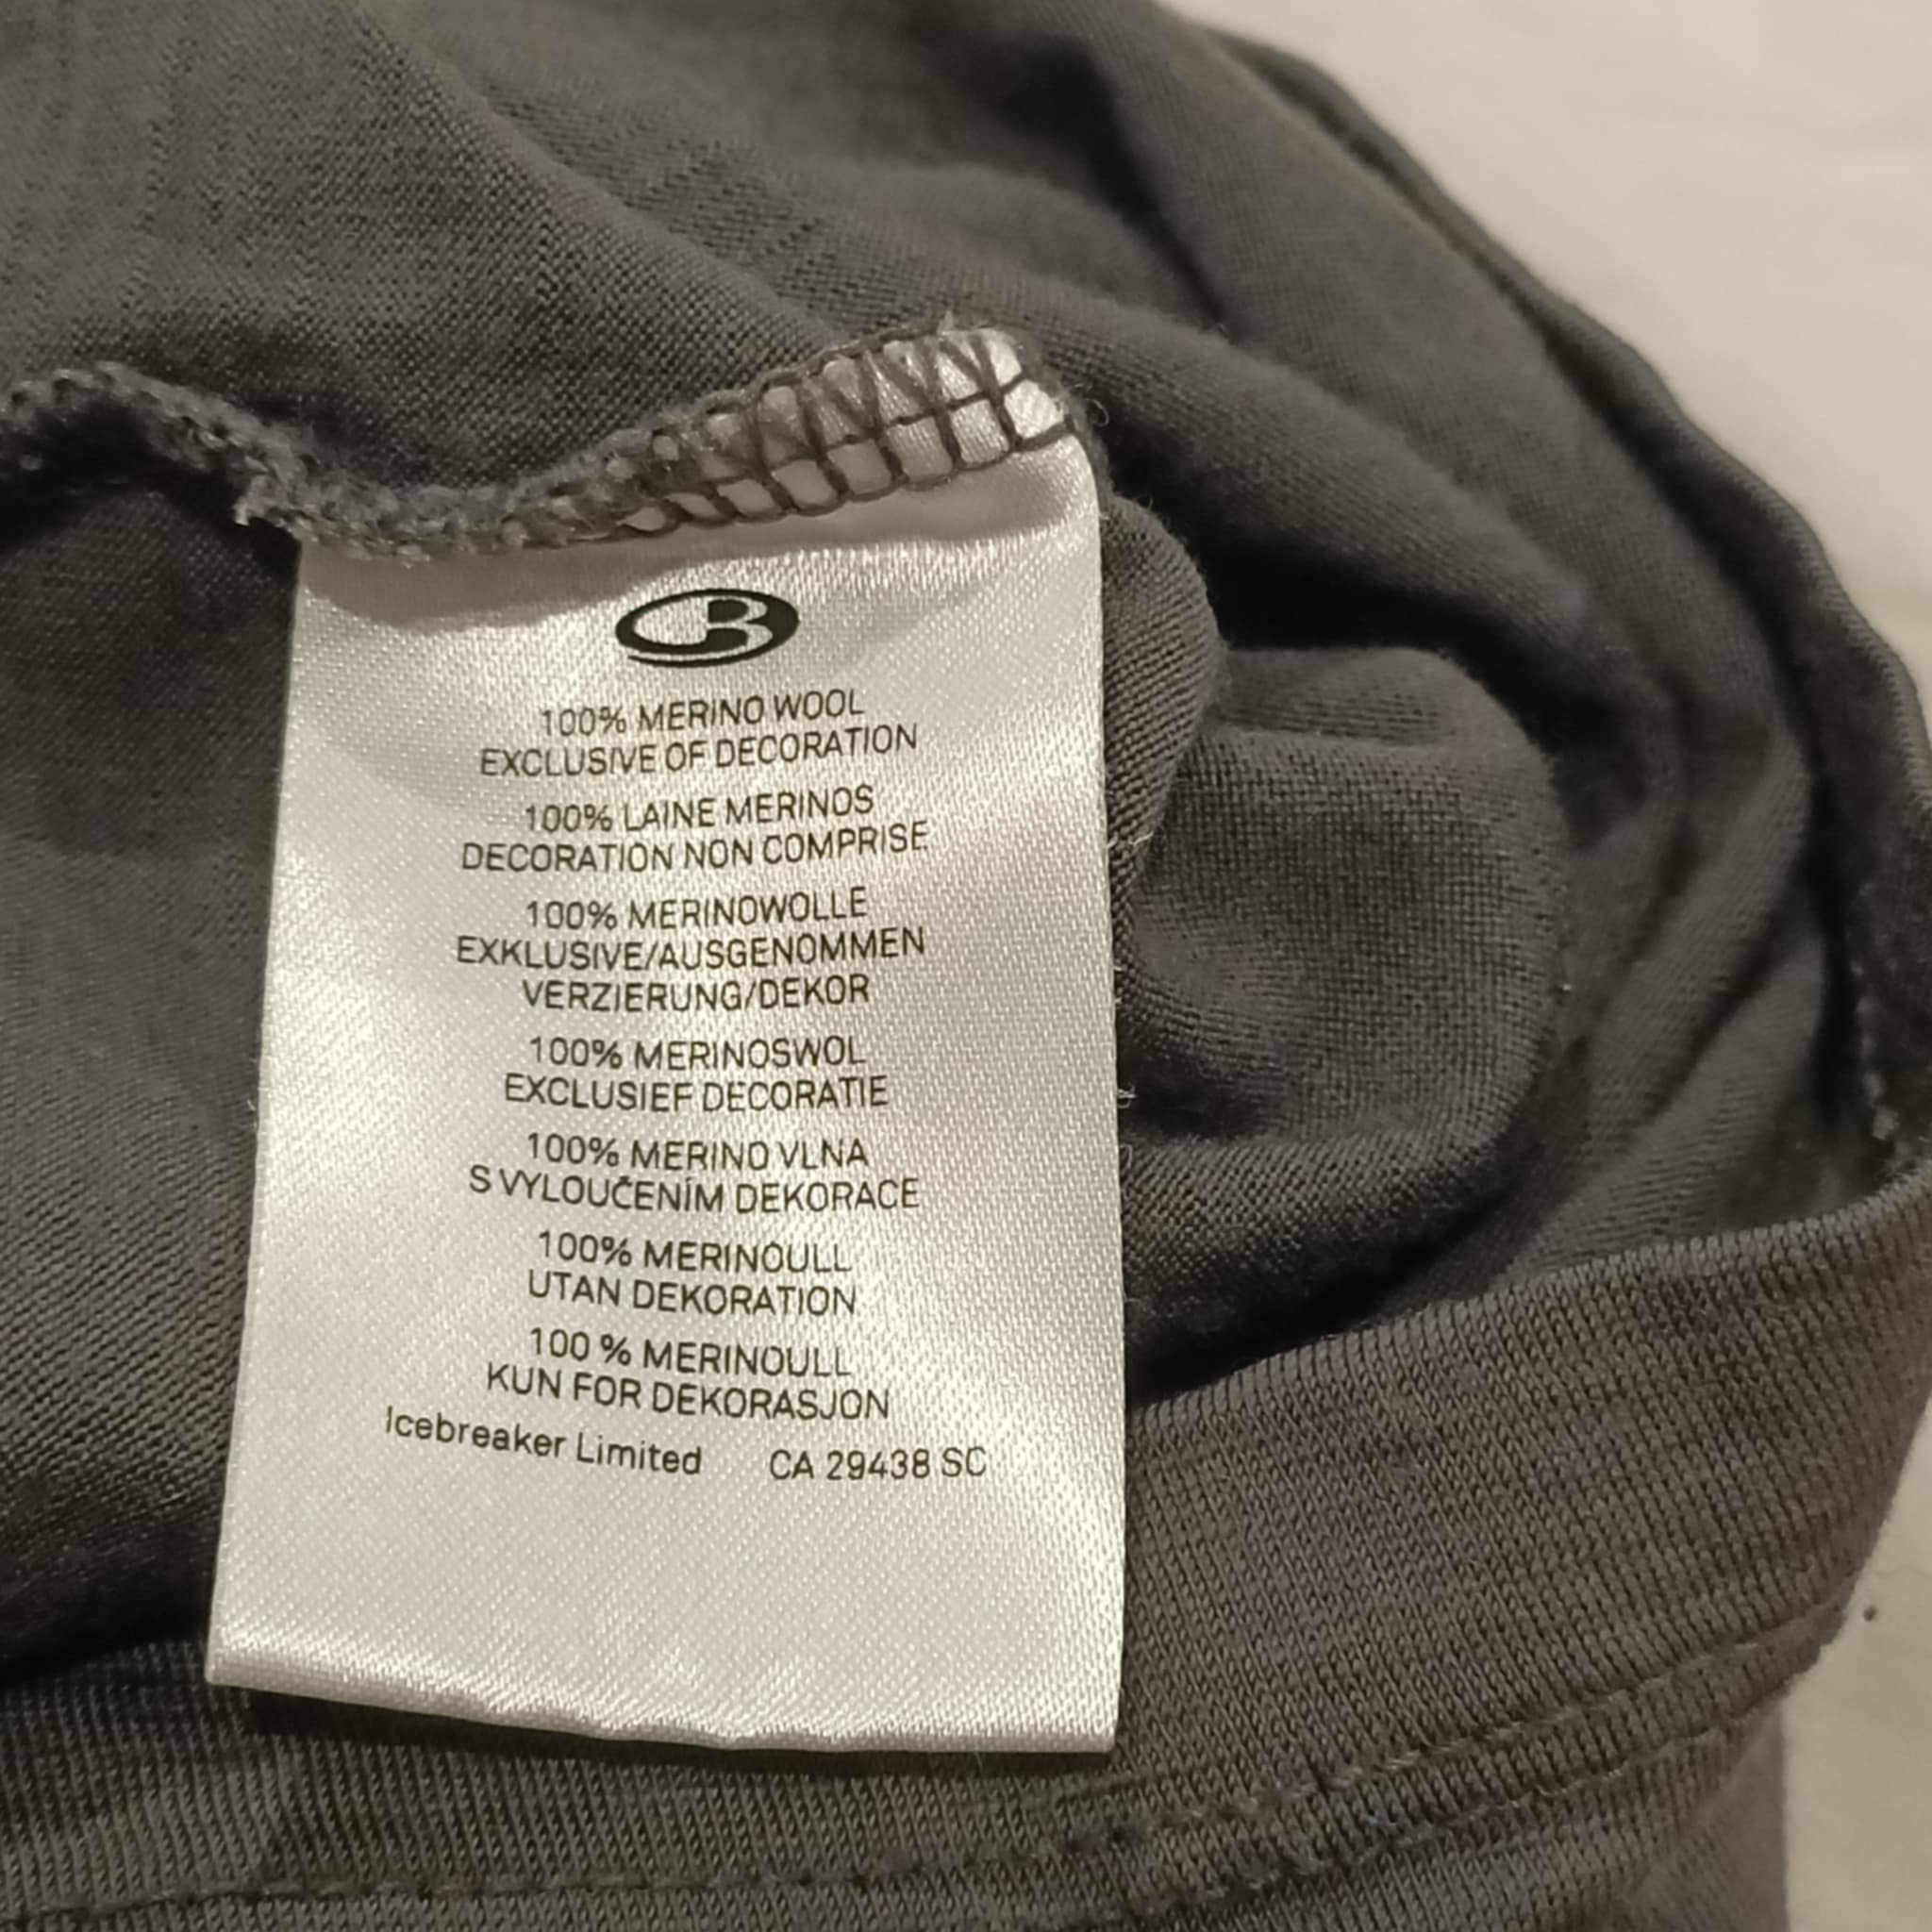 100% MERINO WOOL
EXCLUSIVE OF DECORATION
100% LAINE MERINOS
DECORATION NON COMPRISE
100% MERINOWOLLE
EXKLUSIVE/AUSGENOMMEN
VERZIERUNG/DEKOR
100% MERINOSWOL
EXCLUSIEF DECORATIE
100% MERINO VLNA
S VYLOUČENÍM DEKORACE
100% MERINOULL
UTAN DEKORATION
100 % MERINOULL
KUN FOR DEKORASJON
Icebreaker Limited CA 29438 SC